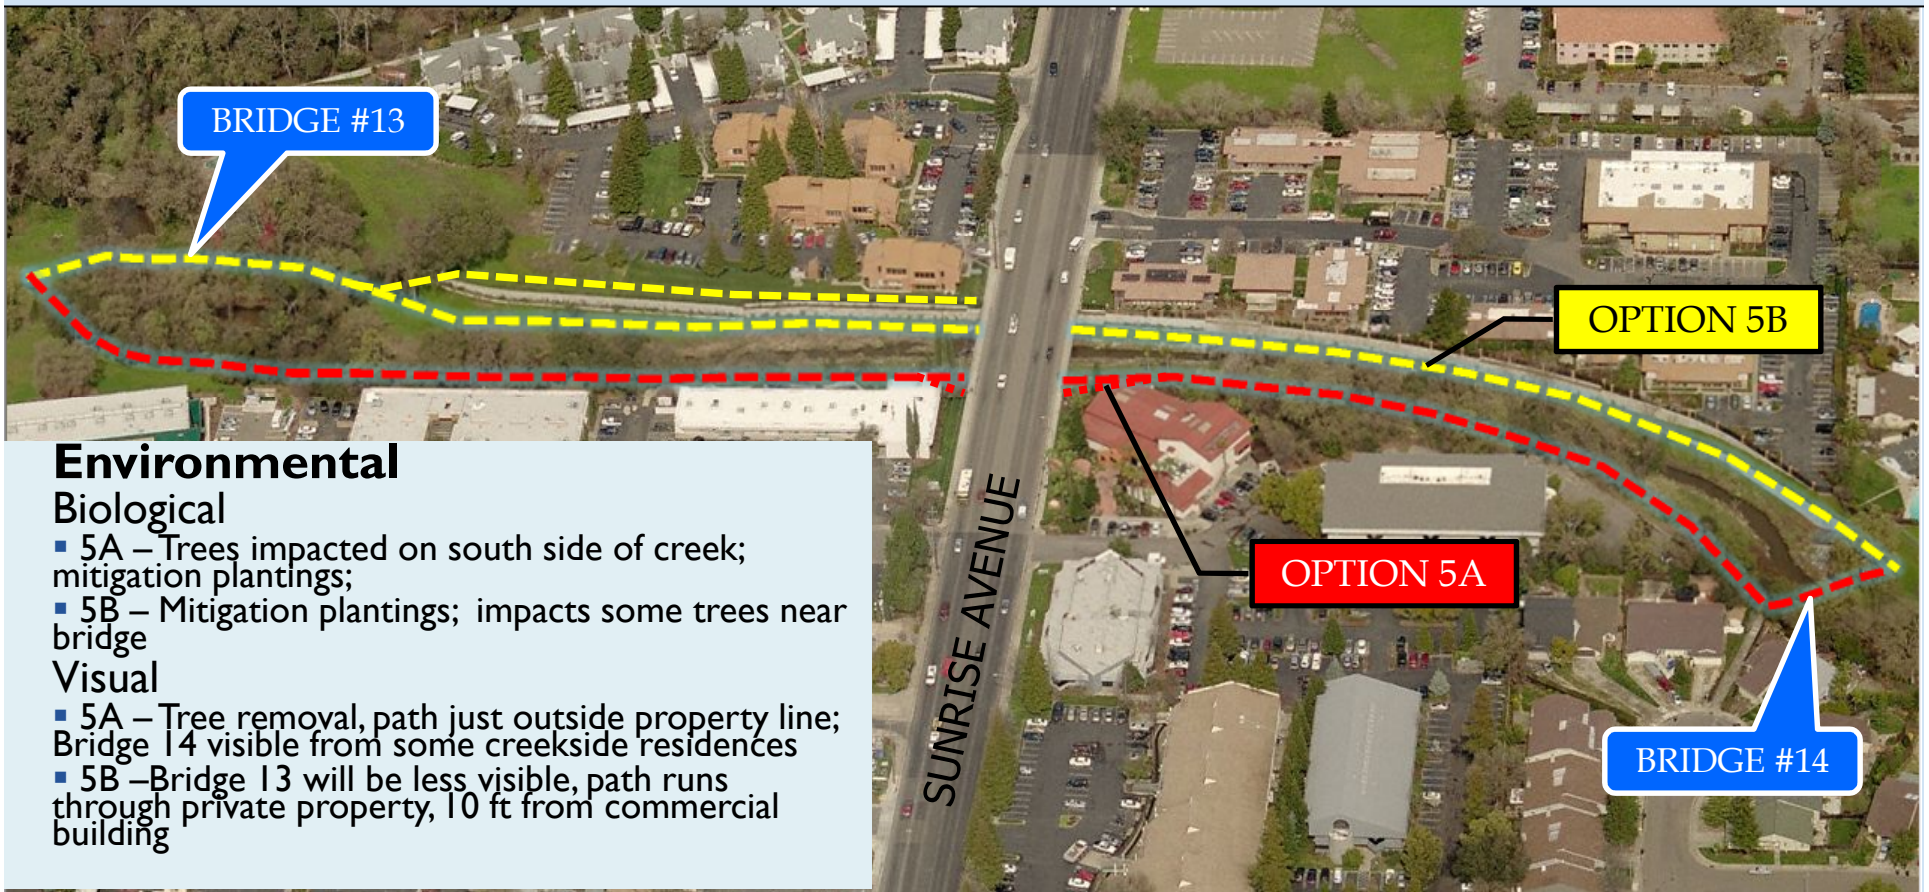 BRIDGE #13
OPTION 5B
OPTION 5A
SUNRISE AVENUE
BRIDGE #14
Environmental
Biological
▪ 5A – Trees impacted on south side of creek;
mitigation plantings;
▪ 5B – Mitigation plantings; impacts some trees near
bridge
Visual
▪ 5A – Tree removal, path just outside property line;
Bridge 14 visible from some creekside residences
▪ 5B –Bridge 13 will be less visible, path runs
through private property, 10 ft from commercial
building